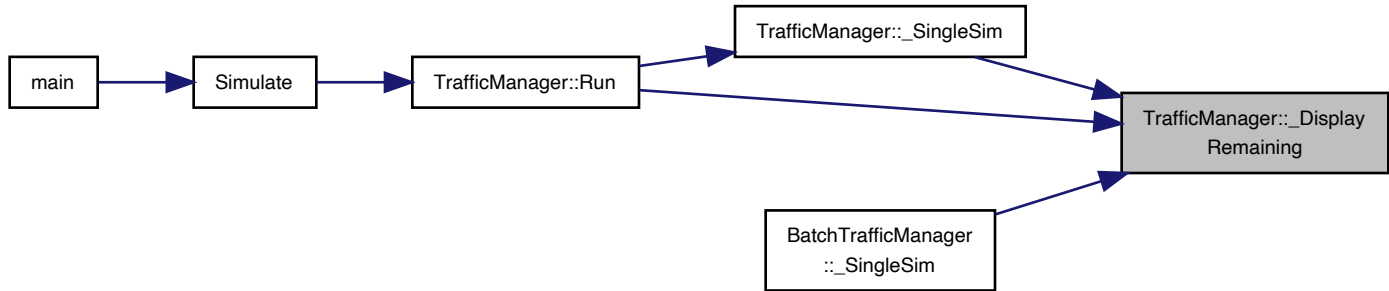 main
Simulate
TrafficManager::Run
TrafficManager::_SingleSim
TrafficManager::_Display
Remaining
BatchTrafficManager
::_SingleSim